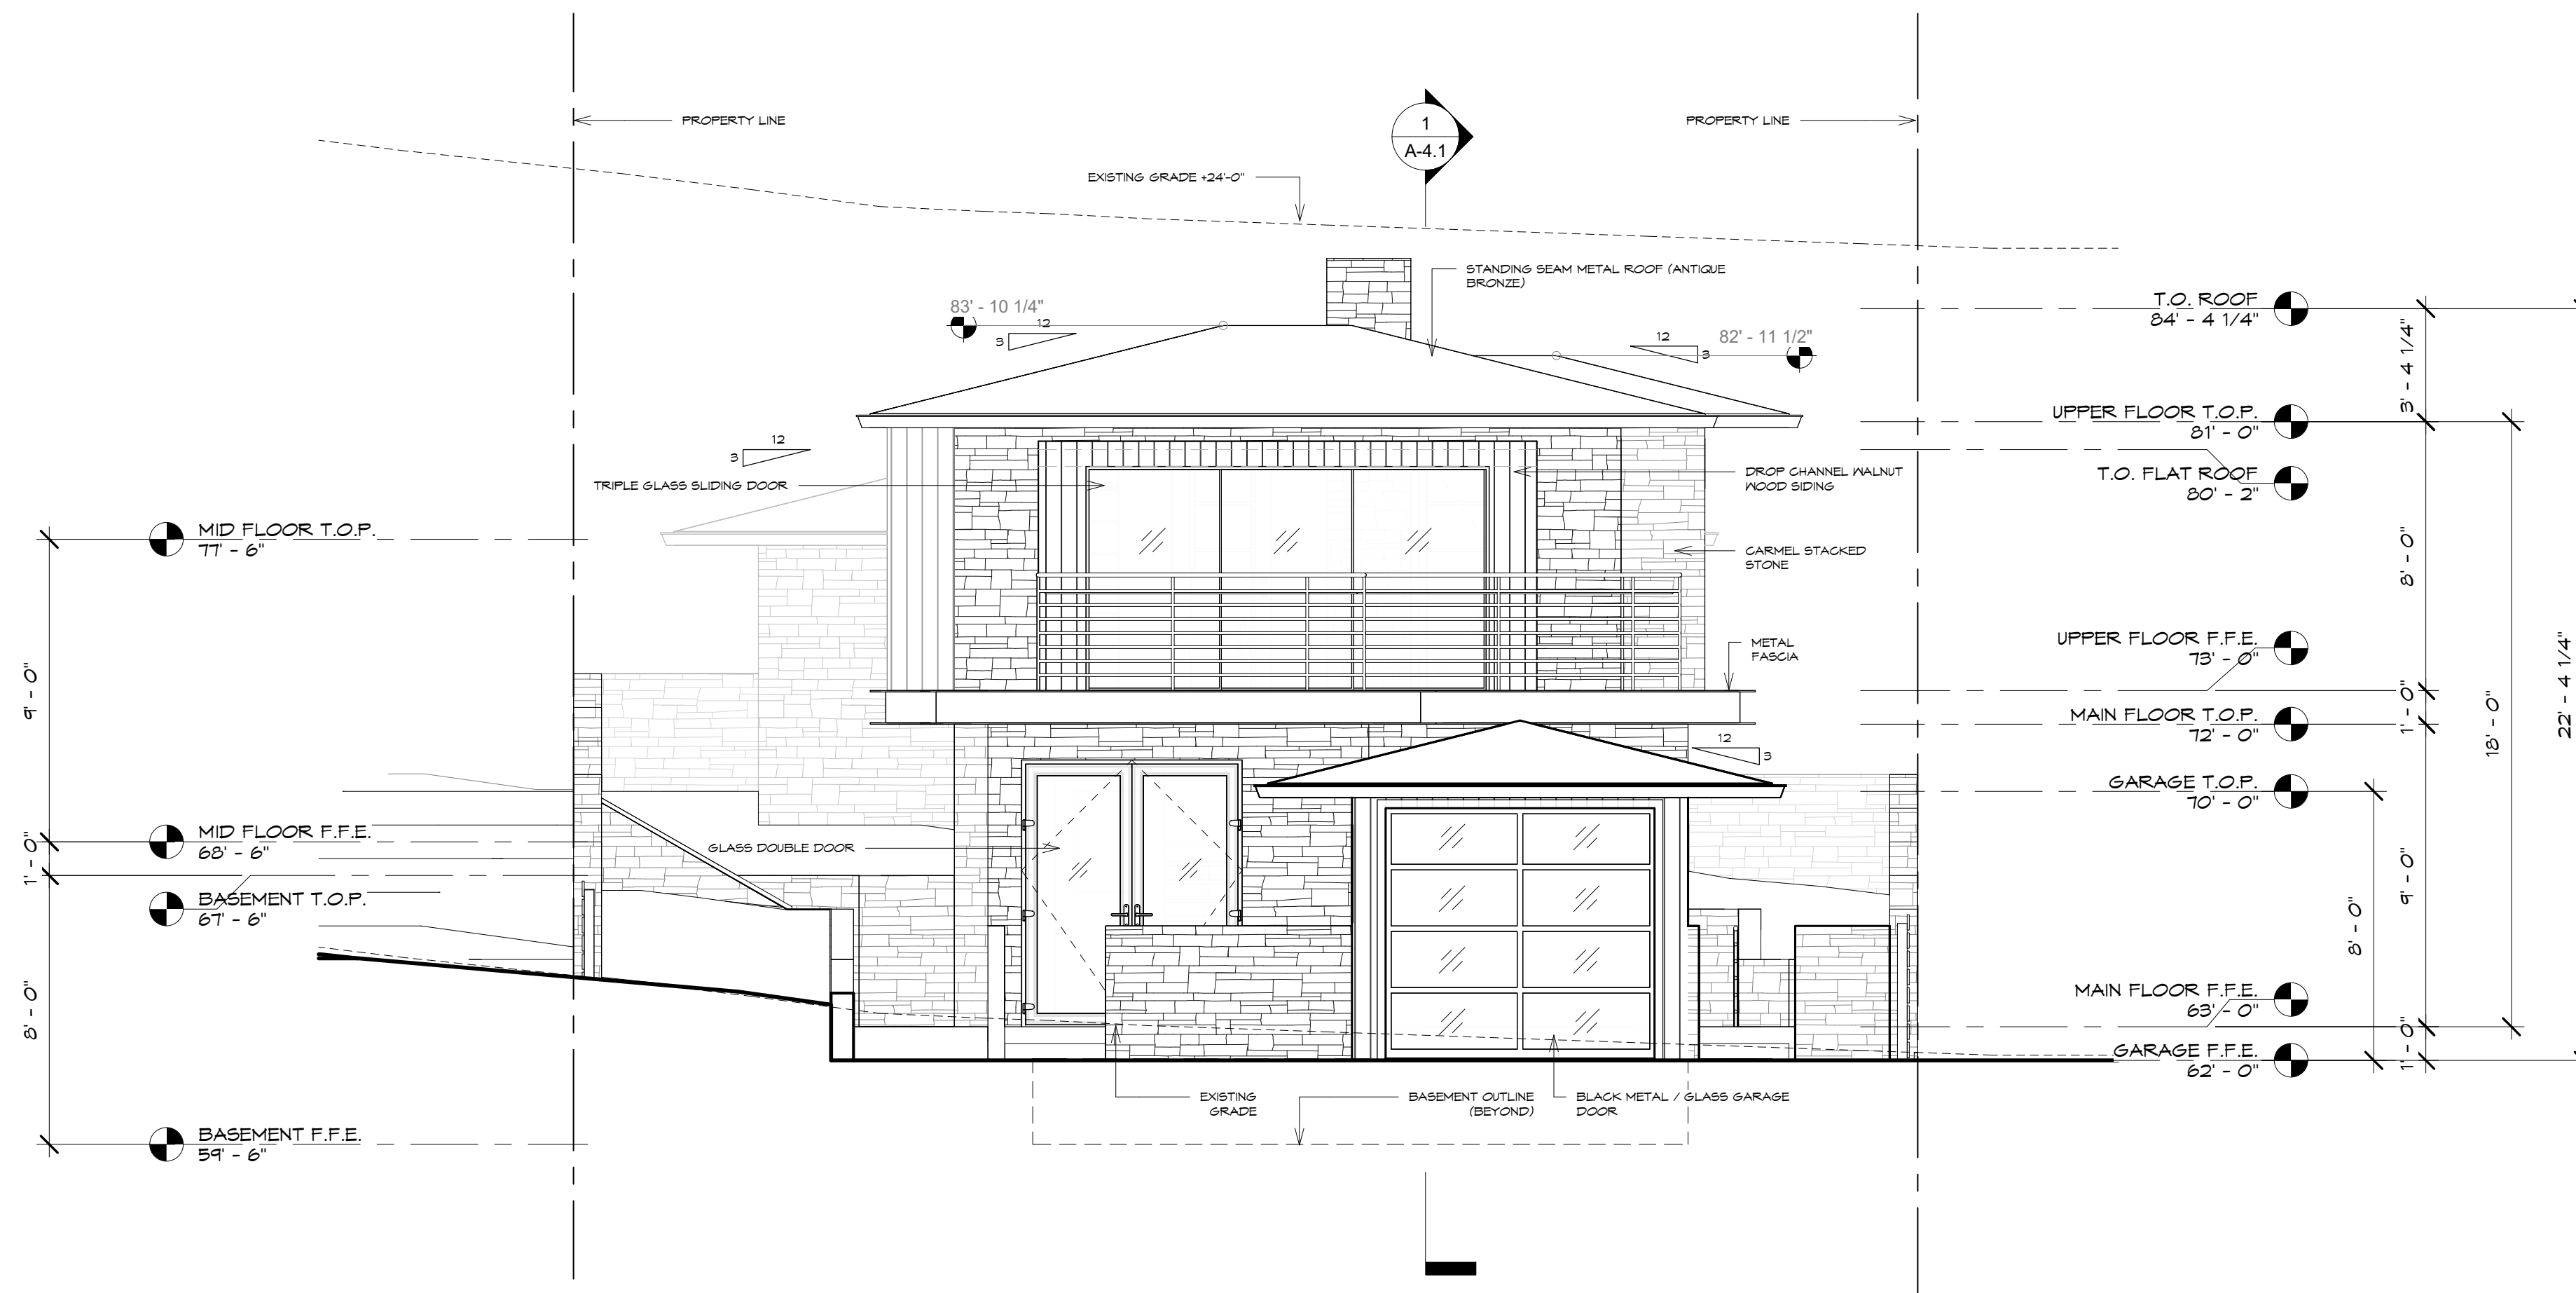 PROPERTY LINE
PROPERTY LINE
1
A-4.1
EXISTING GRADE +24'-0"
STANDING SEAM METAL ROOF (ANTIQUE
BRONZE)
83' - 10 1/4"
12
3
12
3
82' - 11 1/2"
T.O. ROOF
84' - 4 1/4"
3' - 4 1/4"
UPPER FLOOR T.O.P.
81' - 0"
12
3
TRIPLE GLASS SLIDING DOOR
DROP CHANNEL WALNUT
WOOD SIDING
T.O. FLAT ROOF
80' - 2"
MID FLOOR T.O.P.
77' - 6"
CARMEL STACKED
STONE
8' - 0"
METAL
FASCIA
UPPER FLOOR F.F.E.
73' - 0"
9' - 0"
1' - 0"
18' - 0"
22' - 4 1/4"
MAIN FLOOR T.O.P.
72' - 0"
12
3
GARAGE T.O.P.
70' - 0"
MID FLOOR F.F.E.
68' - 6"
GLASS DOUBLE DOOR
1' - 0"
9' - 0"
BASEMENT T.O.P.
67' - 6"
8' - 0"
8' - 0"
MAIN FLOOR F.F.E.
63' - 0"
1' - 0"
GARAGE F.F.E.
62' - 0"
EXISTING
GRADE
BASEMENT OUTLINE
(BEYOND)
BLACK METAL / GLASS GARAGE
DOOR
BASEMENT F.F.E.
59' - 6"